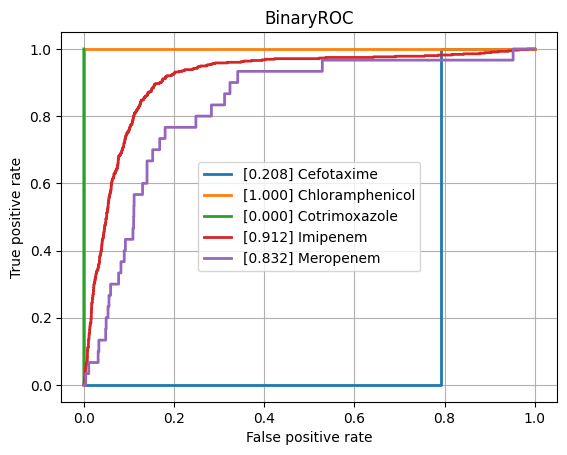 BinaryROC
1.0
0.8
0.6
0.4
0.2
0.0
True positive rate
[0.208] Cefotaxime
[1.000] Chloramphenicol
[0.000] Cotrimoxazole
[0.912] Imipenem
[0.832] Meropenem
0.0 0.2 0.4 0.6 0.8 1.0
False positive rate